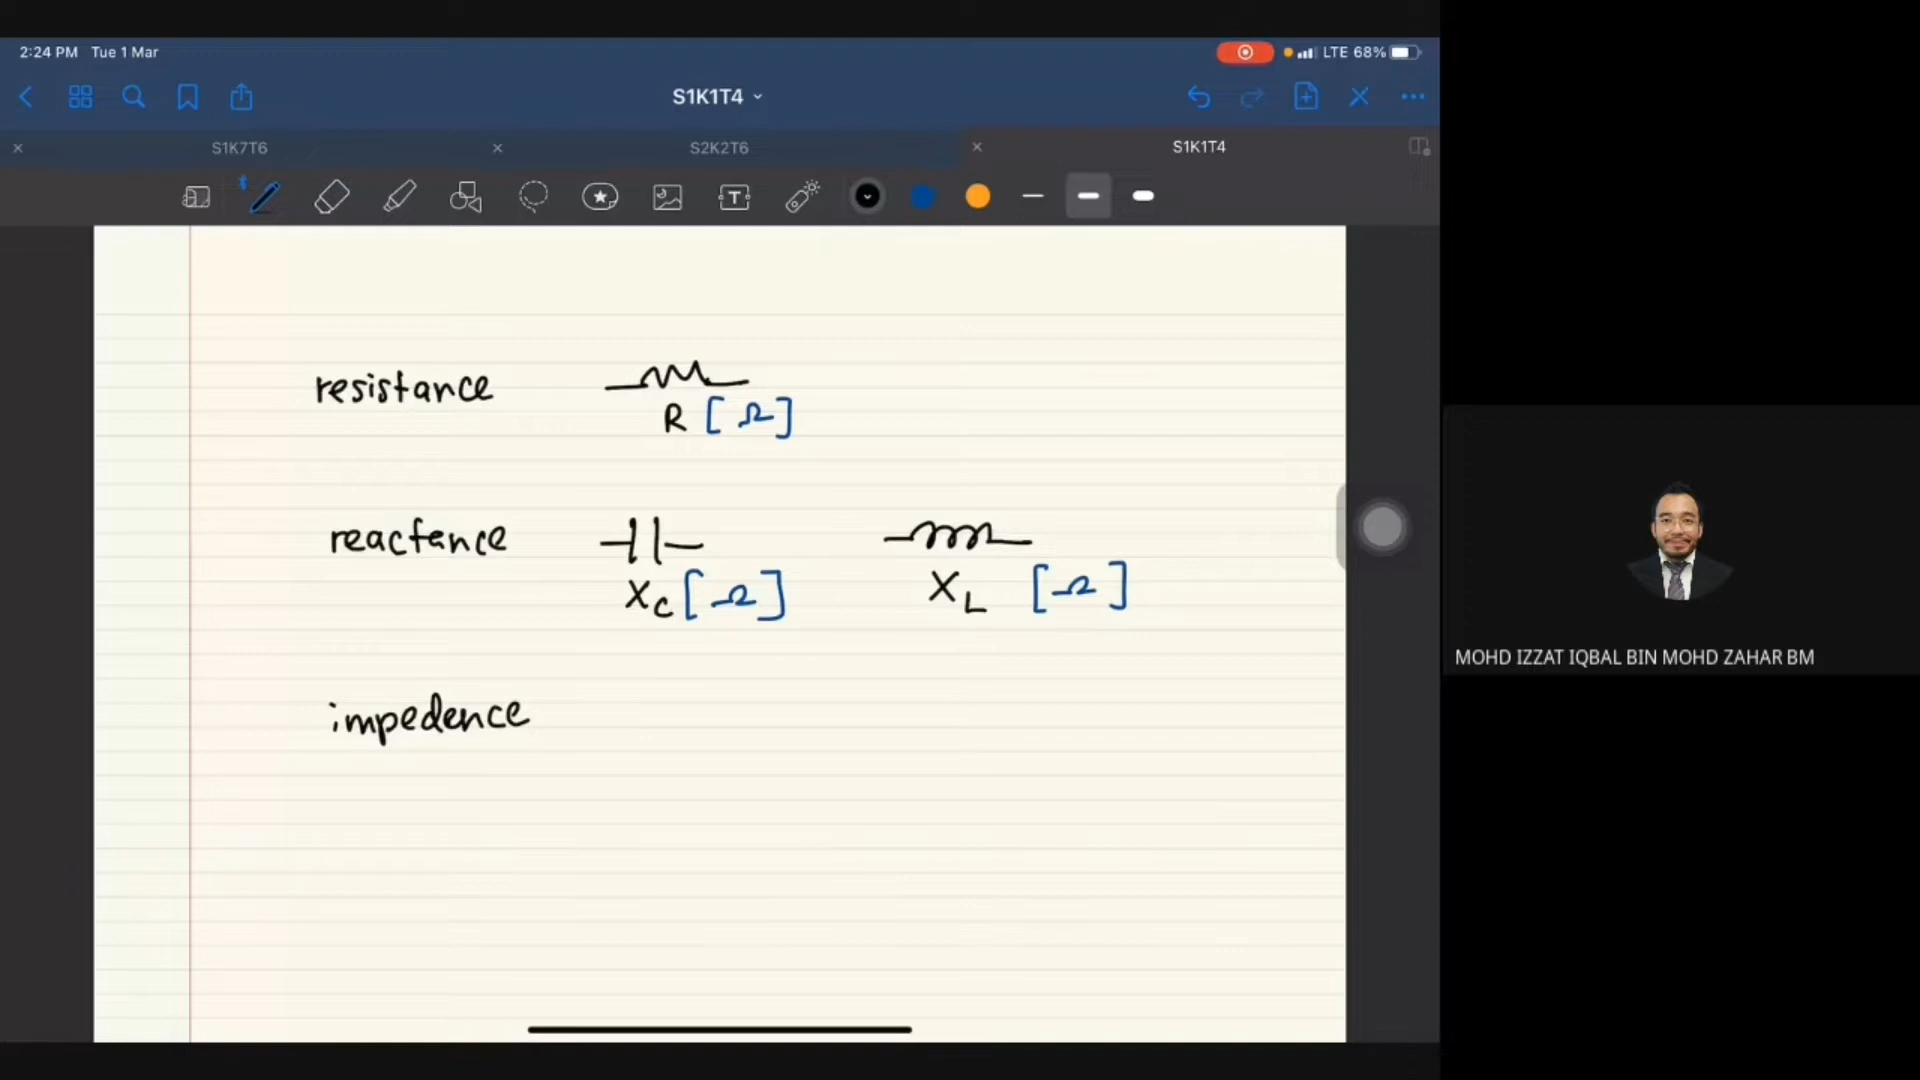 2:24 PM Tue 1 Mar
LTE 68%
S1K1T4
S1K7T6
S2K2T6
S1K1T4
T
resistance
R [Ω]
reactance
Xc [Ω] XL [Ω]
impedence
MOHD IZZAT IQBAL BIN MOHD ZAHAR BM